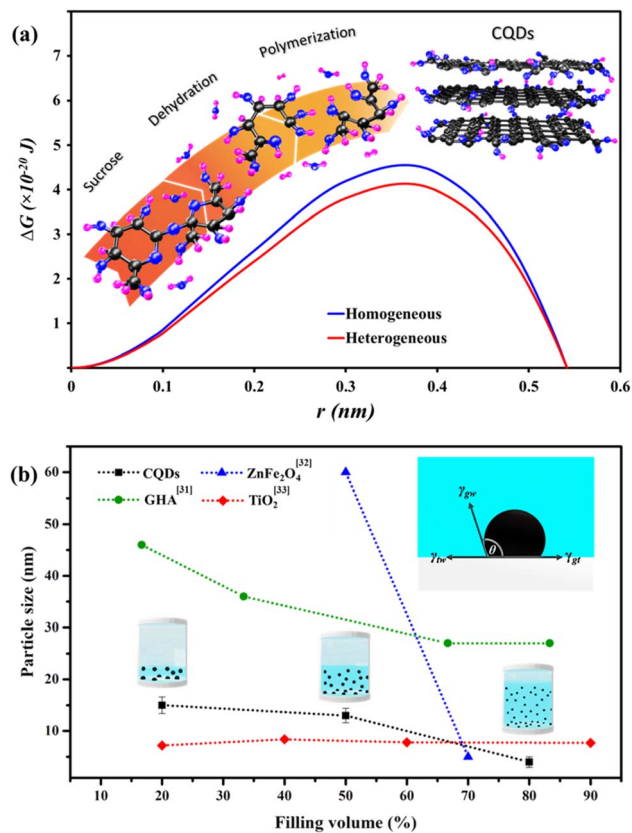 (a)
Sucrose
Dehydration
Polymerization
CQDs
ΔG (×10⁻²⁰ J)
7
6
5
4
3
2
1
Homogeneous
Heterogeneous
0
0.1
0.2
0.3
0.4
0.5
0.6
r (nm)
(b)
CQDs
ZnFe₂O₄[32]
GHA[31]
TiO₂[33]
γgw
θ
γtw
γgt
Particle size (nm)
60
50
40
30
20
10
10
20
30
40
50
60
70
80
90
Filling volume (%)